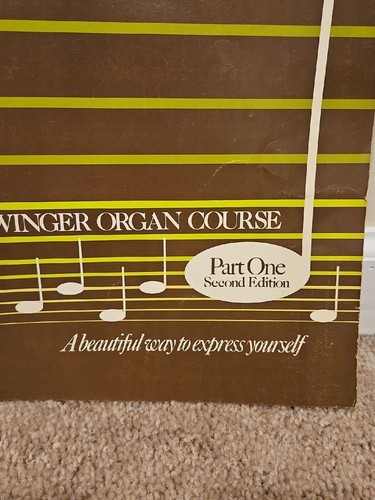 WINGER ORGAN COURSE
Part One
Second Edition
A beautiful way to express yourself